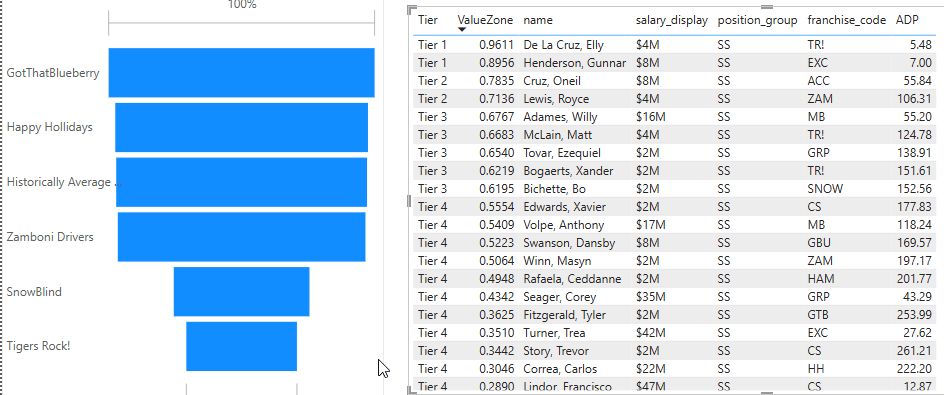 100%
GotThatBlueberry
Happy Hollidays
Historically Average ...
Zamboni Drivers
SnowBlind
Tigers Rock!
Tier ValueZone name salary_display position_group franchise_code ADP
Tier 1 0.9611 De La Cruz, Elly $4M SS TR! 5.48
Tier 1 0.8956 Henderson, Gunnar $8M SS EXC 7.00
Tier 2 0.7835 Cruz, Oneil $8M SS ACC 55.84
Tier 2 0.7136 Lewis, Royce $4M SS ZAM 106.31
Tier 3 0.6767 Adames, Willy $16M SS MB 55.20
Tier 3 0.6683 McLain, Matt $4M SS TR! 124.78
Tier 3 0.6540 Tovar, Ezequiel $2M SS GRP 138.91
Tier 3 0.6219 Bogaerts, Xander $2M SS TR! 151.61
Tier 3 0.6195 Bichette, Bo $2M SS SNOW 152.56
Tier 4 0.5554 Edwards, Xavier $2M SS CS 177.83
Tier 4 0.5409 Volpe, Anthony $17M SS MB 118.24
Tier 4 0.5223 Swanson, Dansby $8M SS GBU 169.57
Tier 4 0.5064 Winn, Masyn $2M SS ZAM 197.17
Tier 4 0.4948 Rafaela, Ceddanne $2M SS HAM 201.77
Tier 4 0.4342 Seager, Corey $35M SS GRP 43.29
Tier 4 0.3625 Fitzgerald, Tyler $2M SS GTB 253.99
Tier 4 0.3510 Turner, Trea $42M SS EXC 27.62
Tier 4 0.3442 Story, Trevor $2M SS CS 261.21
Tier 4 0.3046 Correa, Carlos $22M SS HH 222.20
Tier 4 0.2890 Lindor, Francisco $47M SS CS 12.87